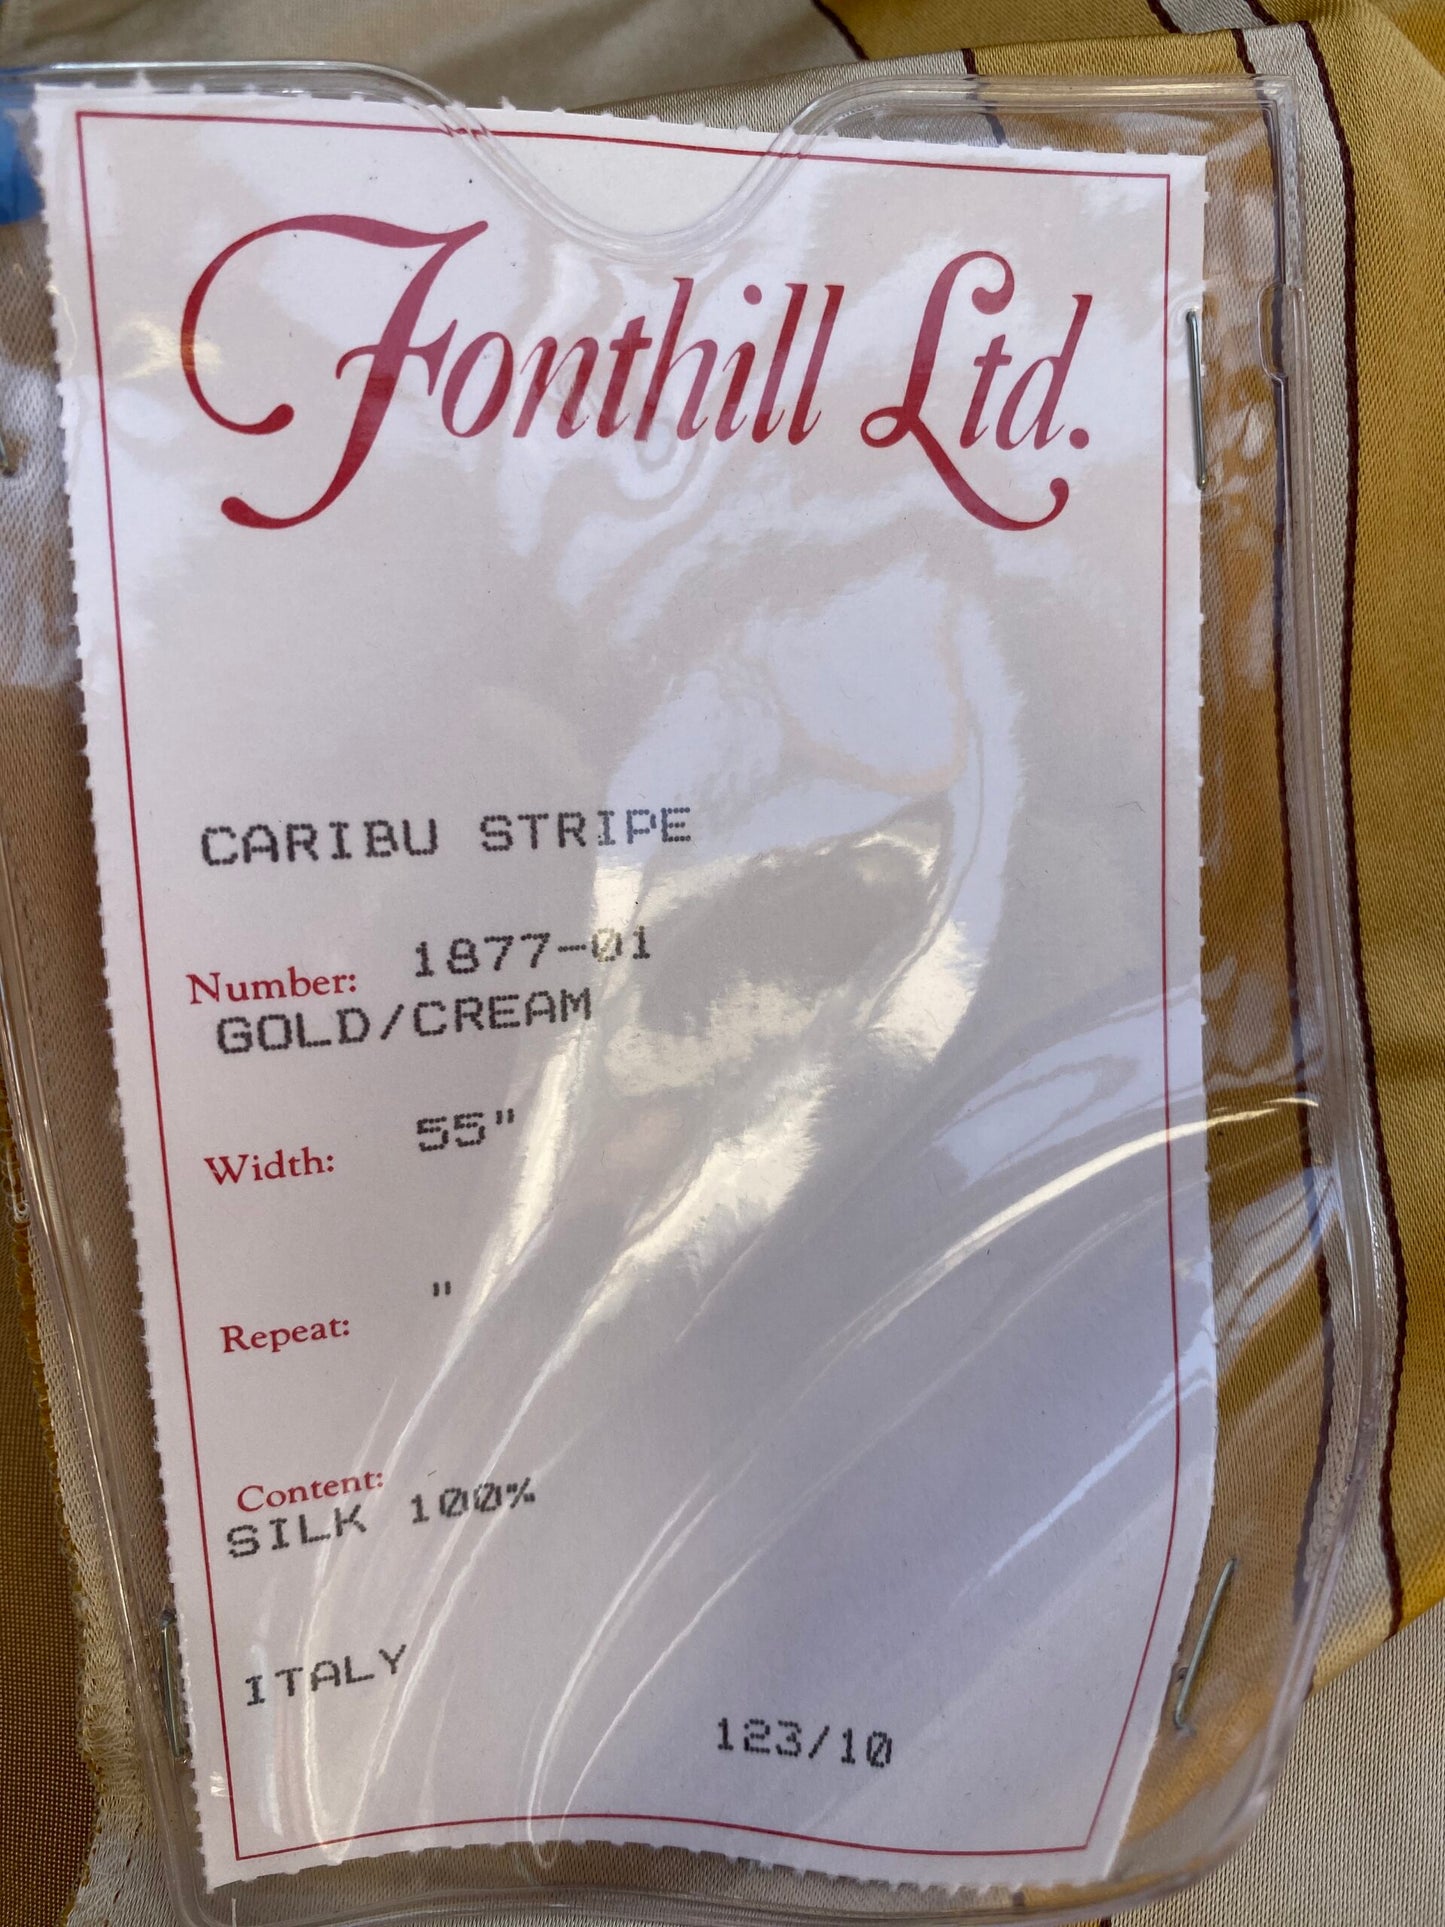 Fonthill Ltd.
CARIBU STRIPE
Number: 1877-01
GOLD/CREAM
Width: 55"
Repeat: "
Content:
SILK 100%
ITALY
123/10